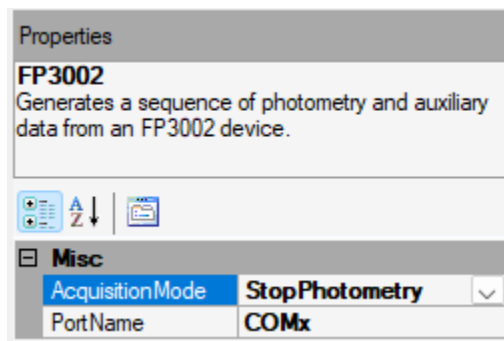 Properties
FP3002
Generates a sequence of photometry and auxiliary
data from an FP3002 device.
A
Z
Misc
AcquisitionMode StopPhotometry
PortName COMx